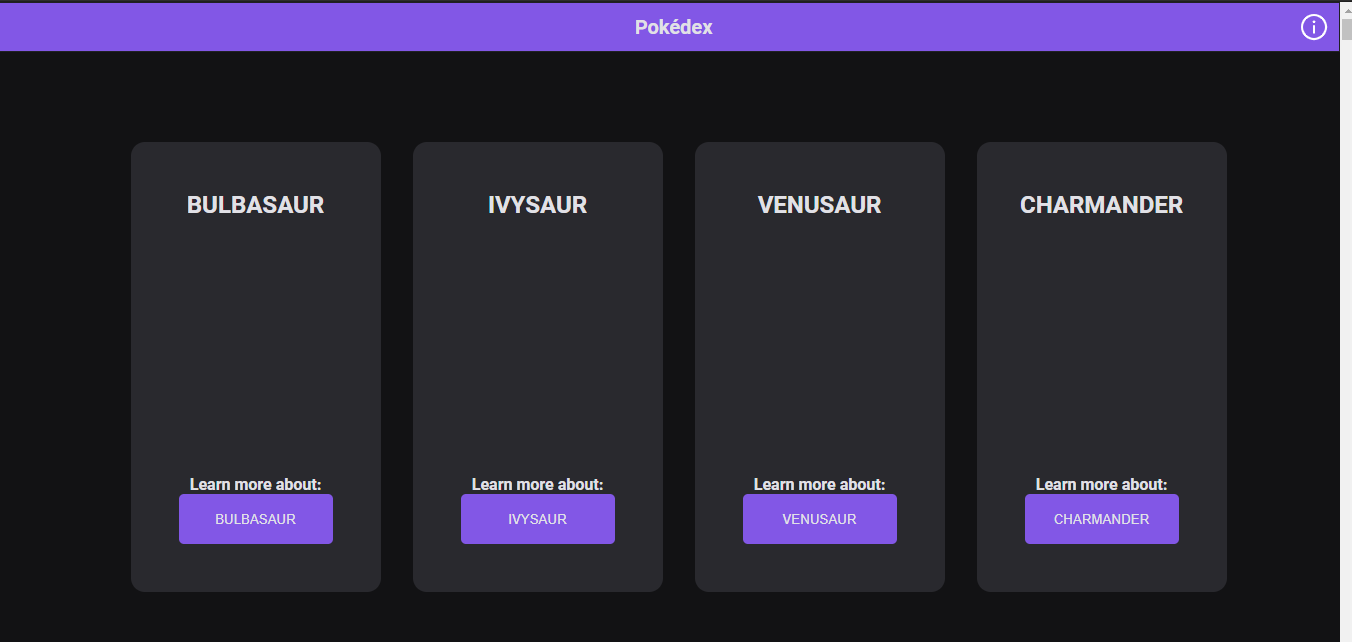 Pokédex
BULBASAUR
IVYSAUR
VENUSAUR
CHARMANDER
Learn more about:
Learn more about:
Learn more about:
Learn more about:
BULBASAUR
IVYSAUR
VENUSAUR
CHARMANDER